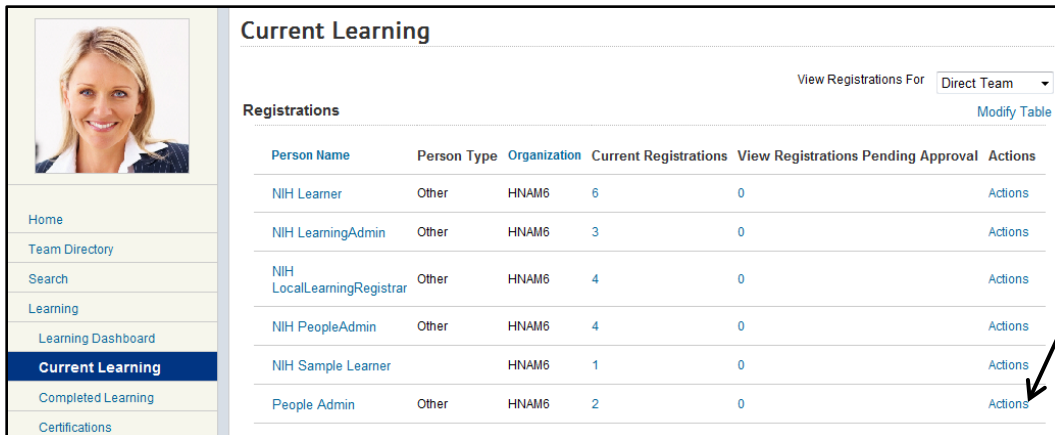 Current Learning
View Registrations For Direct Team
Registrations
Modify Table
Person Name Person Type Organization Current Registrations View Registrations Pending Approval Actions
NIH Learner Other HNAM6 6 0 Actions
NIH LearningAdmin Other HNAM6 3 0 Actions
NIH
LocalLearningRegistrar Other HNAM6 4 0 Actions
NIH PeopleAdmin Other HNAM6 4 0 Actions
NIH Sample Learner HNAM6 1 0 Actions
People Admin Other HNAM6 2 0 Actions
Home
Team Directory
Search
Learning
Learning Dashboard
Current Learning
Completed Learning
Certifications